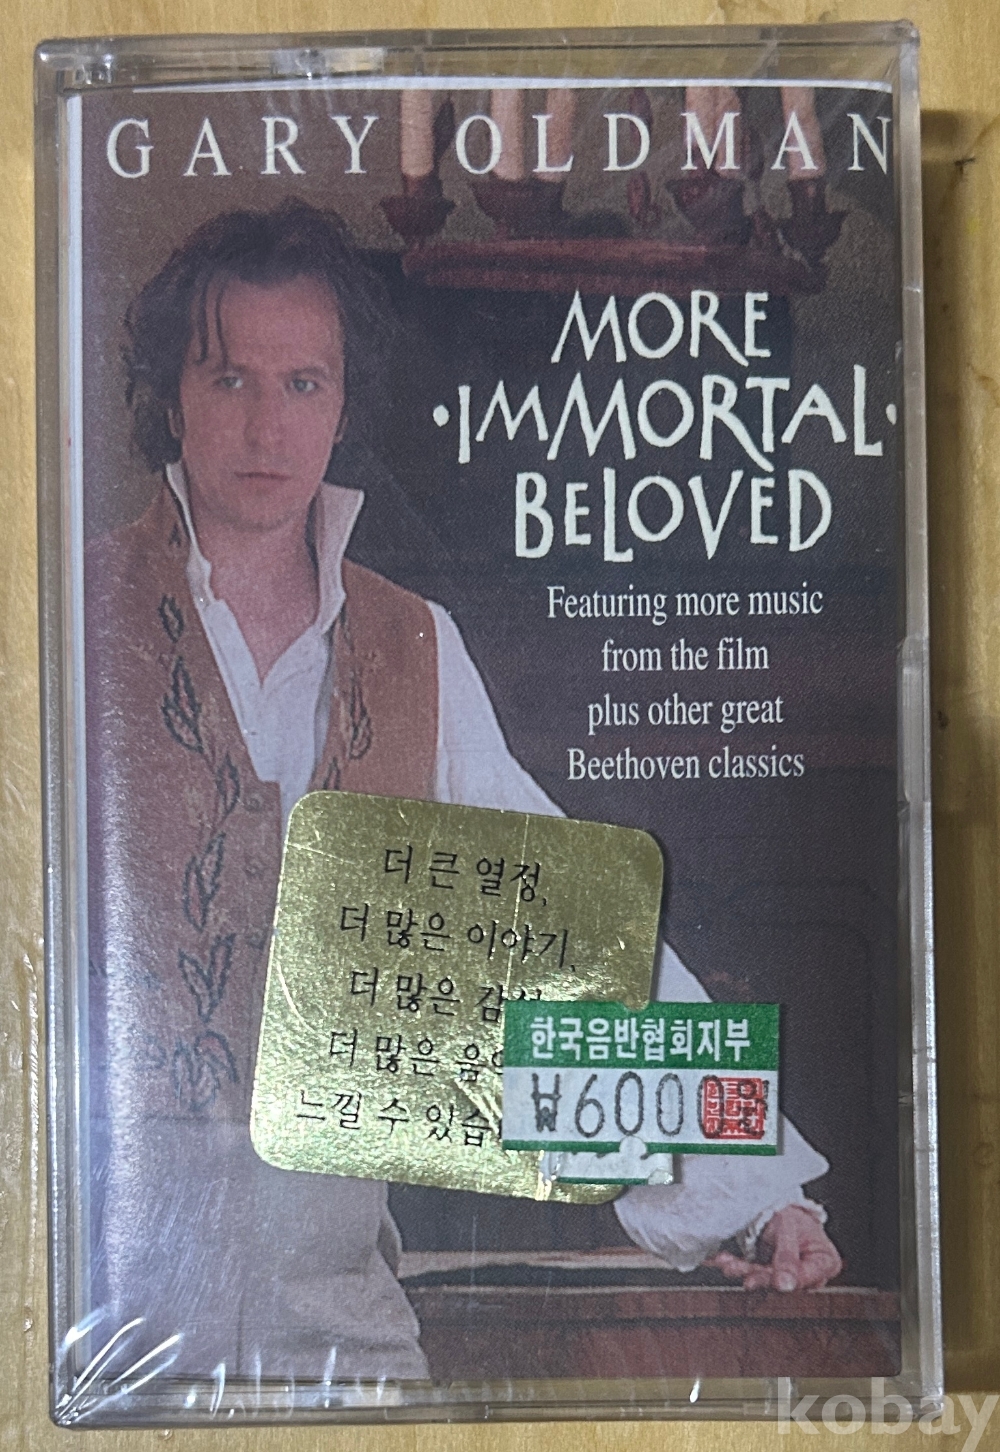 GARY OLDMAN
MORE
·IMMORTAL·
BELOVED
Featuring more music
from the film
plus other great
Beethoven classics
더 큰 열정,
더 많은 이야기,
더 많은
더 많은
느낄 수
한국음반협회지부
₩6000
kobay